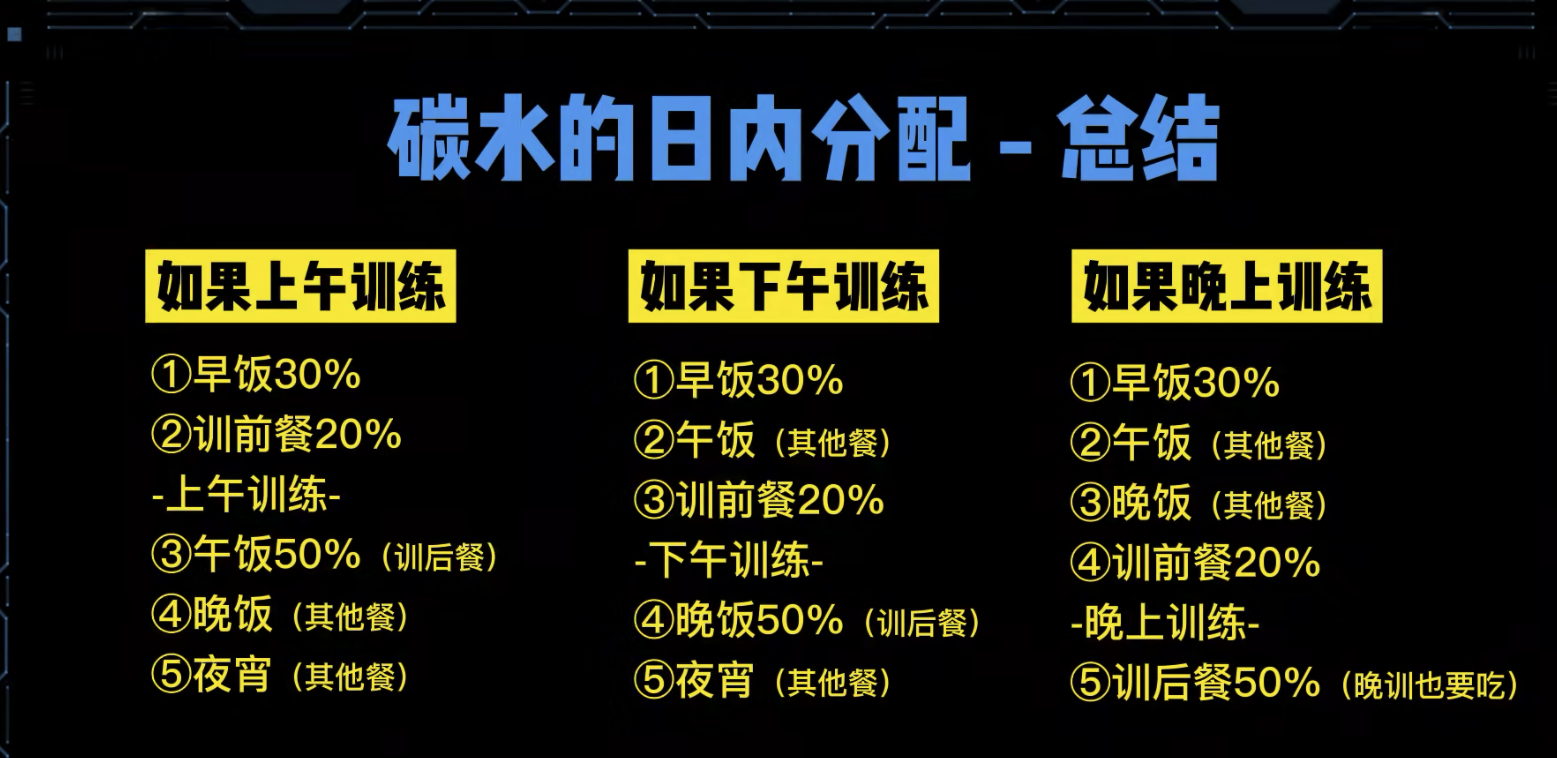 碳水的日内分配-总结
如果上午训练
①早饭30%
②训前餐20%
-上午训练-
③午饭50%（训后餐）
④晚饭（其他餐）
⑤夜宵（其他餐）
如果下午训练
①早饭30%
②午饭（其他餐）
③训前餐20%
-下午训练-
④晚饭50%（训后餐）
⑤夜宵（其他餐）
如果晚上训练
①早饭30%
②午饭（其他餐）
③晚饭（其他餐）
④训前餐20%
-晚上训练-
⑤训后餐50%（晚训也要吃）